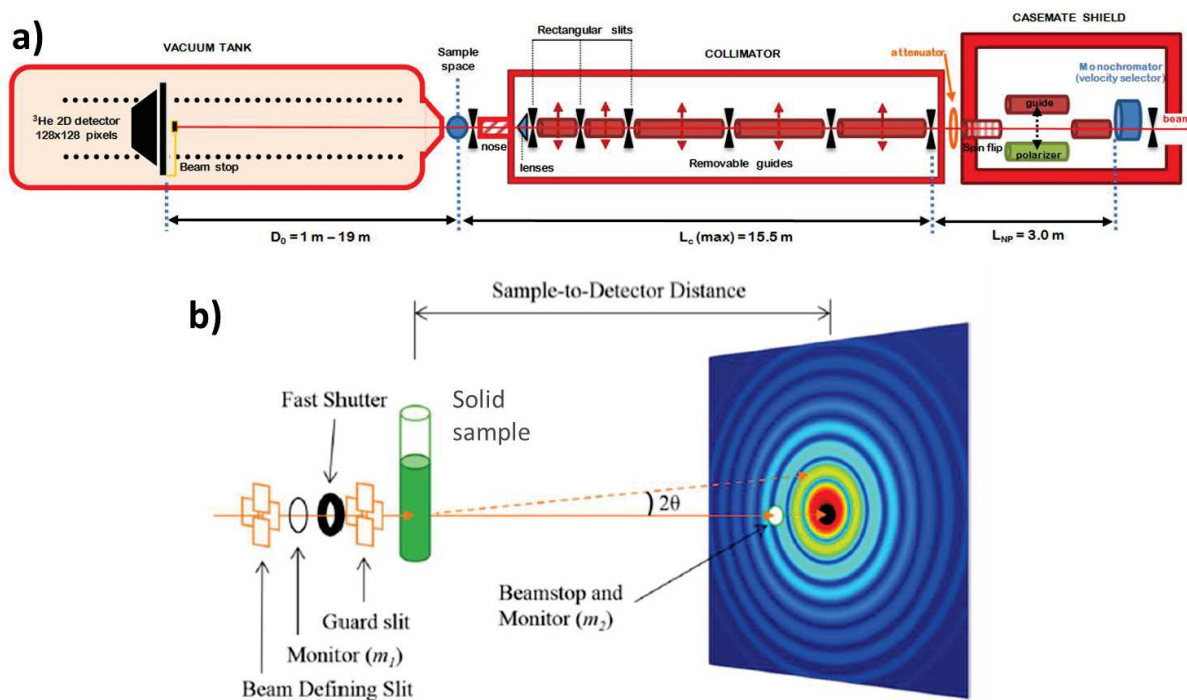 a)
VACUUM TANK
³He 2D detector
128x128 pixels
Beam stop
Sample
space
nose
Rectangular slits
COLLIMATOR
lenses
Removable guides
attenuator
CASEMATE SHIELD
Monochromator
(velocity selector)
guide
beam
Spin flip
polarizer
D₀ = 1 m – 19 m
L꜀ (max) = 15.5 m
L_NP = 3.0 m
b)
Sample-to-Detector Distance
Fast Shutter
Solid
sample
2θ
Guard slit
Monitor (m₁)
Beam Defining Slit
Beamstop and
Monitor (m₂)